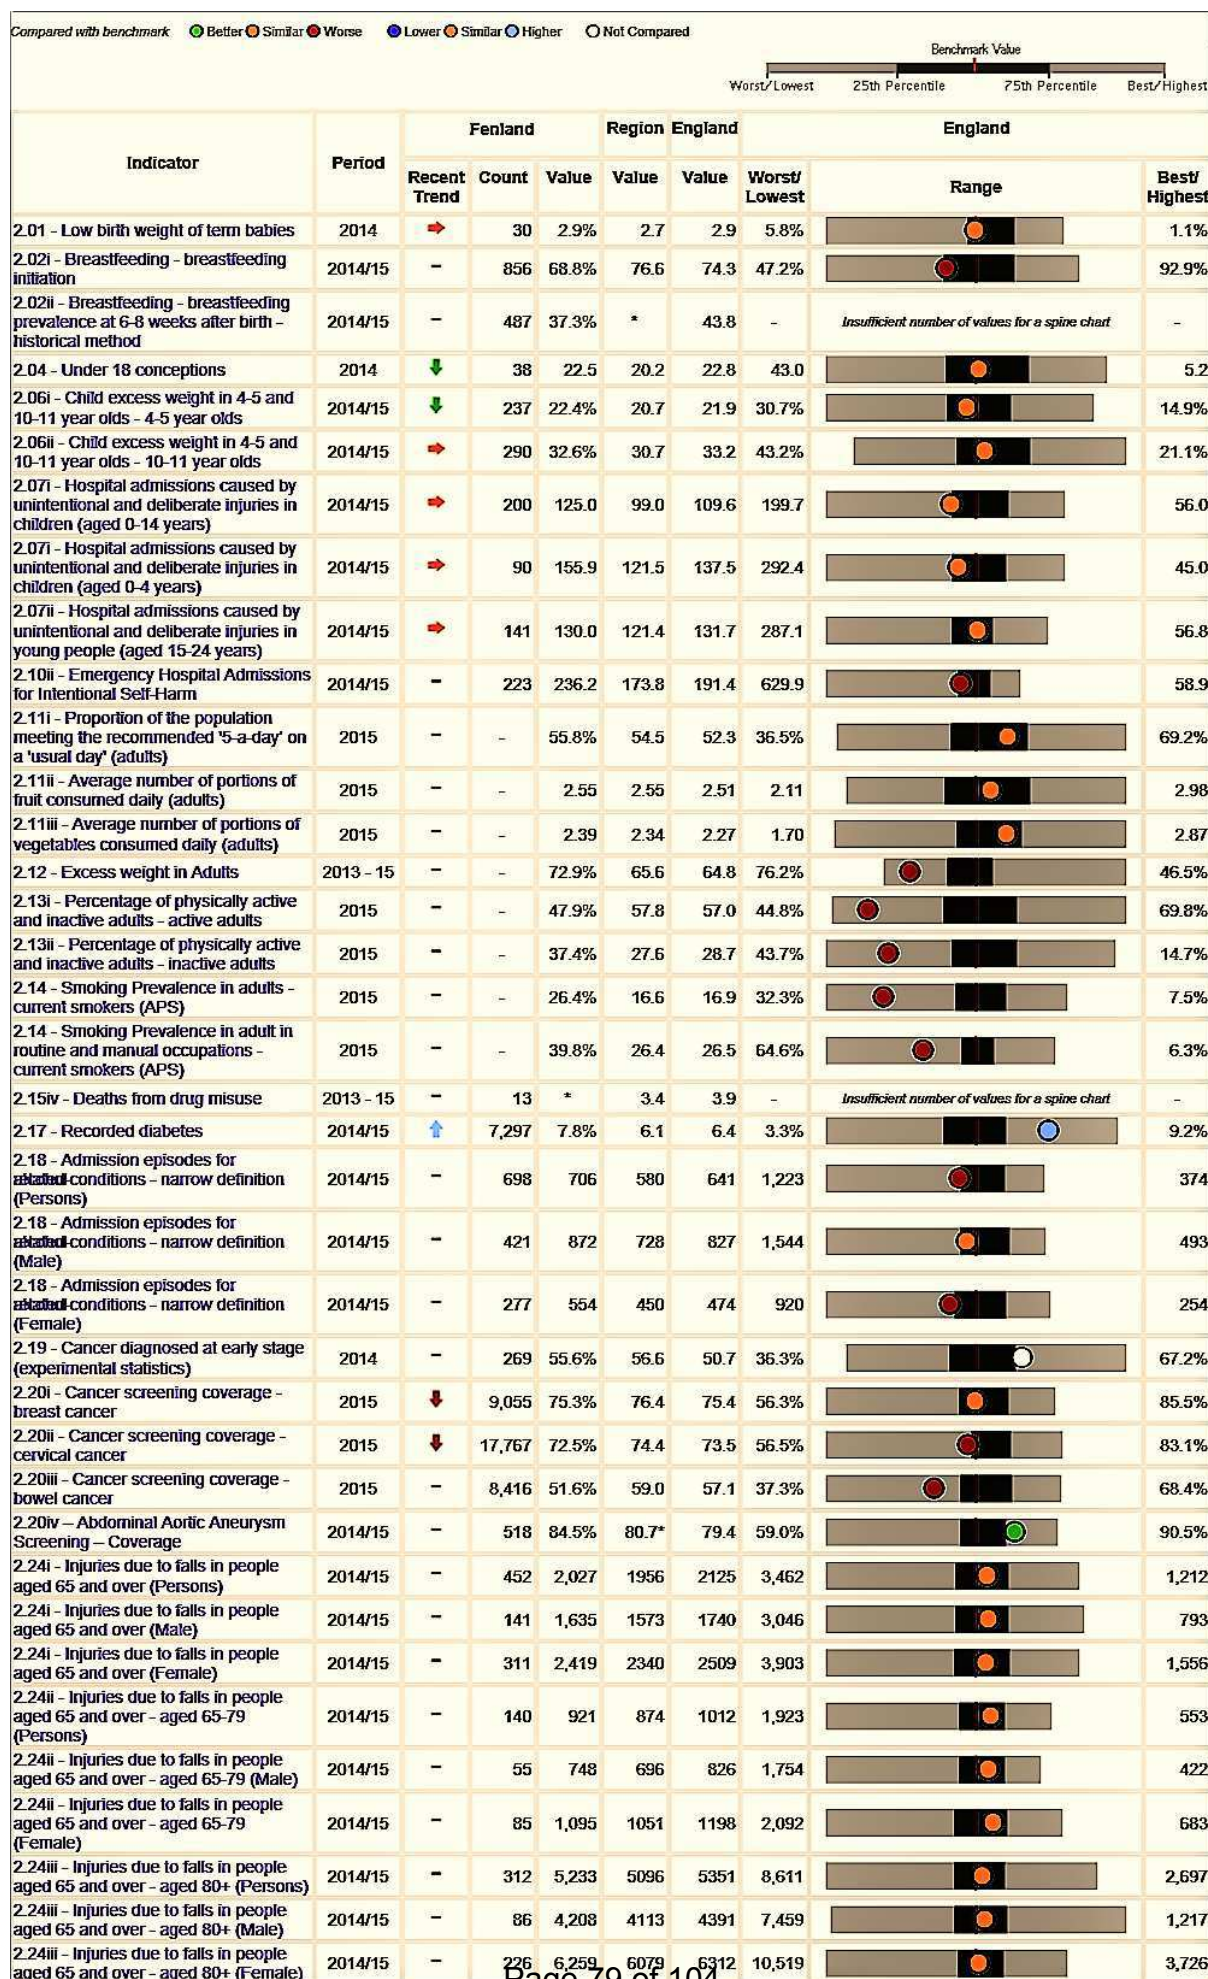 Compared with benchmark Better Similar Worse Lower Similar Higher Not Compared
Benchmark Value
Worst/Lowest 25th Percentile 75th Percentile Best/Highest
Indicator Period Fenland Region England England
Recent Trend Count Value Value Value Worst/ Lowest Range Best/ Highest
2.01 - Low birth weight of term babies 2014 30 2.9% 2.7 2.9 5.8% 1.1%
2.02i - Breastfeeding - breastfeeding
initiation 2014/15 - 856 68.8% 76.6 74.3 47.2% 92.9%
2.02ii - Breastfeeding - breastfeeding
prevalence at 6-8 weeks after birth -
historical method 2014/15 - 487 37.3% * 43.8 - Insufficient number of values for a spine chart -
2.04 - Under 18 conceptions 2014 38 22.5 20.2 22.8 43.0 5.2
2.06i - Child excess weight in 4-5 and
10-11 year olds - 4-5 year olds 2014/15 237 22.4% 20.7 21.9 30.7% 14.9%
2.06ii - Child excess weight in 4-5 and
10-11 year olds - 10-11 year olds 2014/15 290 32.6% 30.7 33.2 43.2% 21.1%
2.07i - Hospital admissions caused by
unintentional and deliberate injuries in
children (aged 0-14 years) 2014/15 200 125.0 99.0 109.6 199.7 56.0
2.07i - Hospital admissions caused by
unintentional and deliberate injuries in
children (aged 0-4 years) 2014/15 90 155.9 121.5 137.5 292.4 45.0
2.07ii - Hospital admissions caused by
unintentional and deliberate injuries in
young people (aged 15-24 years) 2014/15 141 130.0 121.4 131.7 287.1 56.8
2.10ii - Emergency Hospital Admissions
for Intentional Self-Harm 2014/15 - 223 236.2 173.8 191.4 629.9 58.9
2.11i - Proportion of the population
meeting the recommended '5-a-day' on
a 'usual day' (adults) 2015 - - 55.8% 54.5 52.3 36.5% 69.2%
2.11ii - Average number of portions of
fruit consumed daily (adults) 2015 - - 2.55 2.55 2.51 2.11 2.98
2.11iii - Average number of portions of
vegetables consumed daily (adults) 2015 - - 2.39 2.34 2.27 1.70 2.87
2.12 - Excess weight in Adults 2013 - 15 - - 72.9% 65.6 64.8 76.2% 46.5%
2.13i - Percentage of physically active
and inactive adults - active adults 2015 - - 47.9% 57.8 57.0 44.8% 69.8%
2.13ii - Percentage of physically active
and inactive adults - inactive adults 2015 - - 37.4% 27.6 28.7 43.7% 14.7%
2.14 - Smoking Prevalence in adults -
current smokers (APS) 2015 - - 26.4% 16.6 16.9 32.3% 7.5%
2.14 - Smoking Prevalence in adult in
routine and manual occupations -
current smokers (APS) 2015 - - 39.8% 26.4 26.5 64.6% 6.3%
2.15iv - Deaths from drug misuse 2013 - 15 - 13 * 3.4 3.9 - Insufficient number of values for a spine chart -
2.17 - Recorded diabetes 2014/15 7,297 7.8% 6.1 6.4 3.3% 9.2%
2.18 - Admission episodes for
conditions - narrow definition
(Persons) 2014/15 - 698 706 580 641 1,223 374
2.18 - Admission episodes for
conditions - narrow definition
(Male) 2014/15 - 421 872 728 827 1,544 493
2.18 - Admission episodes for
conditions - narrow definition
(Female) 2014/15 - 277 554 450 474 920 254
2.19 - Cancer diagnosed at early stage
(experimental statistics) 2014 - 269 55.6% 56.6 50.7 36.3% 67.2%
2.20i - Cancer screening coverage -
breast cancer 2015 9,055 75.3% 76.4 75.4 56.3% 85.5%
2.20ii - Cancer screening coverage -
cervical cancer 2015 17,767 72.5% 74.4 73.5 56.5% 83.1%
2.20iii - Cancer screening coverage -
bowel cancer 2015 - 8,416 51.6% 59.0 57.1 37.3% 68.4%
2.20iv – Abdominal Aortic Aneurysm
Screening – Coverage 2014/15 - 518 84.5% 80.7* 79.4 59.0% 90.5%
2.24i - Injuries due to falls in people
aged 65 and over (Persons) 2014/15 - 452 2,027 1956 2125 3,462 1,212
2.24i - Injuries due to falls in people
aged 65 and over (Male) 2014/15 - 141 1,635 1573 1740 3,046 793
2.24i - Injuries due to falls in people
aged 65 and over (Female) 2014/15 - 311 2,419 2340 2509 3,903 1,556
2.24ii - Injuries due to falls in people
aged 65 and over - aged 65-79
(Persons) 2014/15 - 140 921 874 1012 1,923 553
2.24ii - Injuries due to falls in people
aged 65 and over - aged 65-79 (Male) 2014/15 - 55 748 696 826 1,754 422
2.24ii - Injuries due to falls in people
aged 65 and over - aged 65-79
(Female) 2014/15 - 85 1,095 1051 1198 2,092 683
2.24iii - Injuries due to falls in people
aged 65 and over - aged 80+ (Persons) 2014/15 - 312 5,233 5096 5351 8,611 2,697
2.24iii - Injuries due to falls in people
aged 65 and over - aged 80+ (Male) 2014/15 - 86 4,208 4113 4391 7,459 1,217
2.24iii - Injuries due to falls in people
aged 65 and over - aged 80+ (Female) 2014/15 - 226 6,259 6079 6312 10,519 3,726
Page 79 of 104